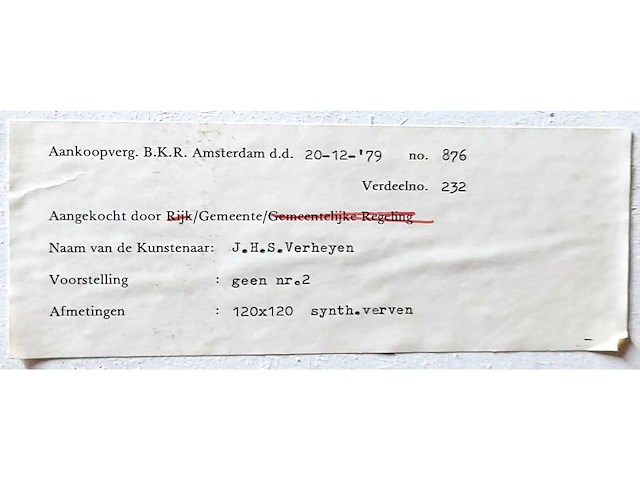 Aankoopverg. B.K.R. Amsterdam d.d. 20-12-'79 no. 876
Verdeelno. 232
Aangekocht door Rijk/Gemeente/Gemeentelijke Regeling
Naam van de Kunstenaar: J.H.S.Verheyen
Voorstelling : geen nr.2
Afmetingen : 120x120 synth.verven